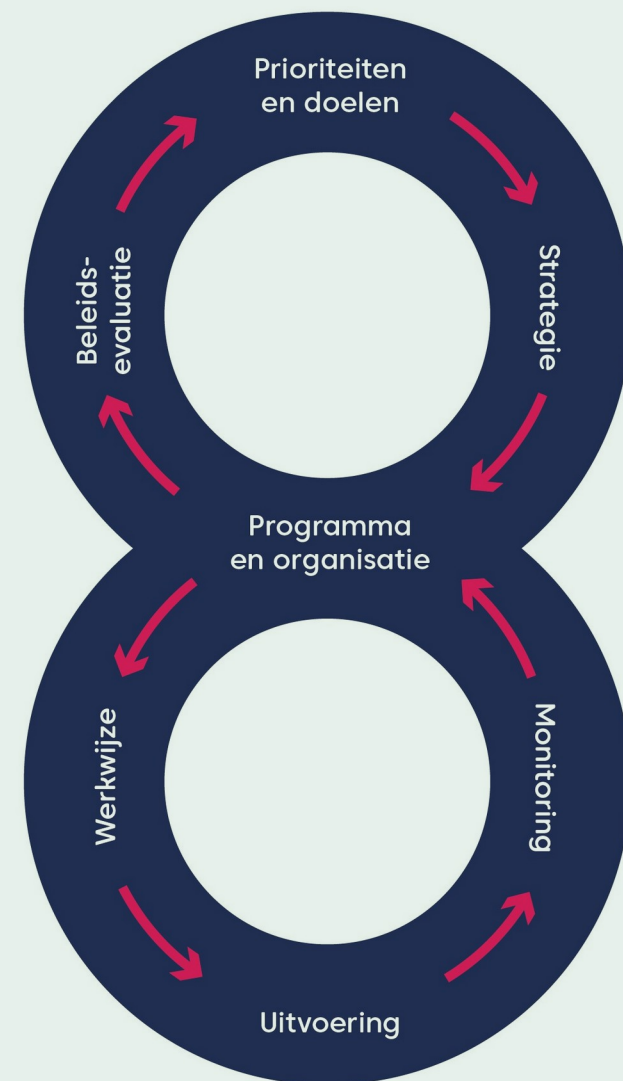 Prioriteiten
en doelen
Strategie
Beleids-
evaluatie
Programma
en organisatie
Werkwijze
Monitoring
Uitvoering